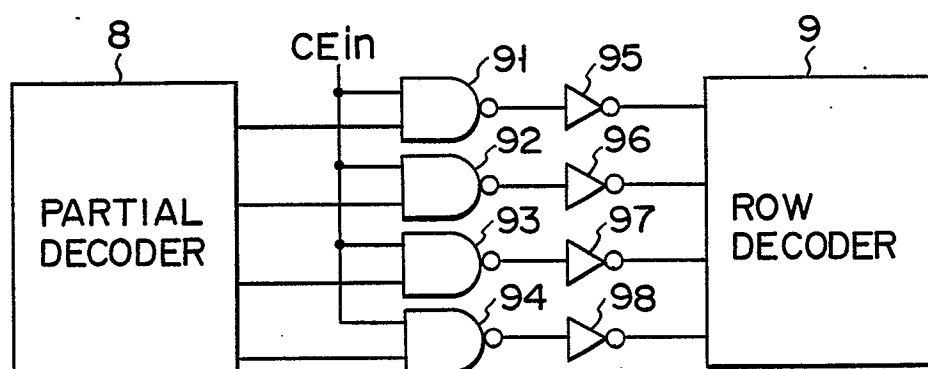 8
CEin
91
95
9
92
96
PARTIAL
DECODER
93
97
ROW
DECODER
94
98